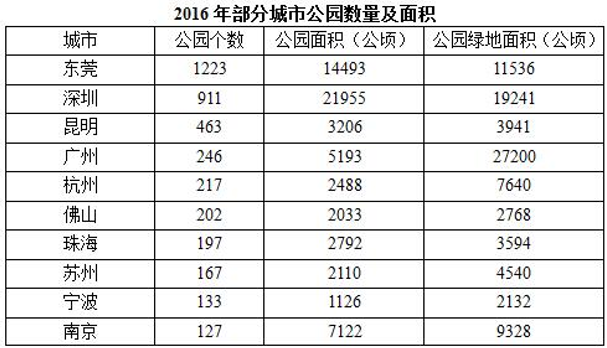 2016 年部分城市公园数量及面积
城市 公园个数 公园面积（公顷） 公园绿地面积（公顷）
东莞 1223 14493 11536
深圳 911 21955 19241
昆明 463 3206 3941
广州 246 5193 27200
杭州 217 2488 7640
佛山 202 2033 2768
珠海 197 2792 3594
苏州 167 2110 4540
宁波 133 1126 2132
南京 127 7122 9328